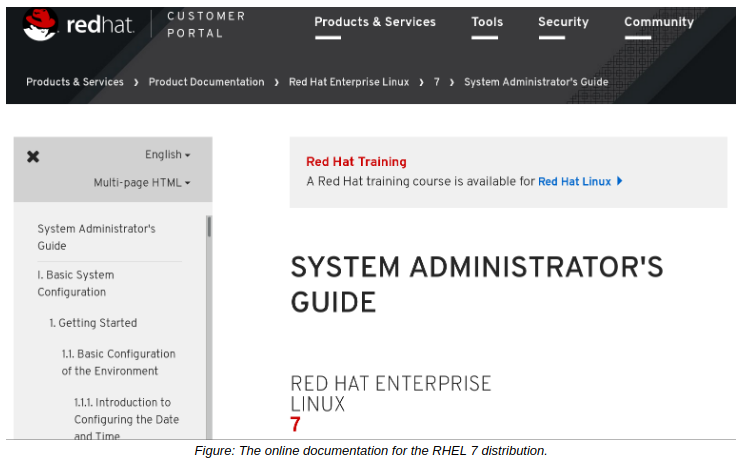 redhat.
CUSTOMER
PORTAL
Products & Services Tools Security Community
Products & Services › Product Documentation › Red Hat Enterprise Linux › 7 › System Administrator's Guide
✖ English
Multi-page HTML
System Administrator's
Guide
I. Basic System
Configuration
1. Getting Started
1.1. Basic Configuration
of the Environment
1.1.1. Introduction to
Configuring the Date
and Time
Red Hat Training
A Red Hat training course is available for Red Hat Linux
SYSTEM ADMINISTRATOR'S
GUIDE
RED HAT ENTERPRISE
LINUX
7
Figure: The online documentation for the RHEL 7 distribution.